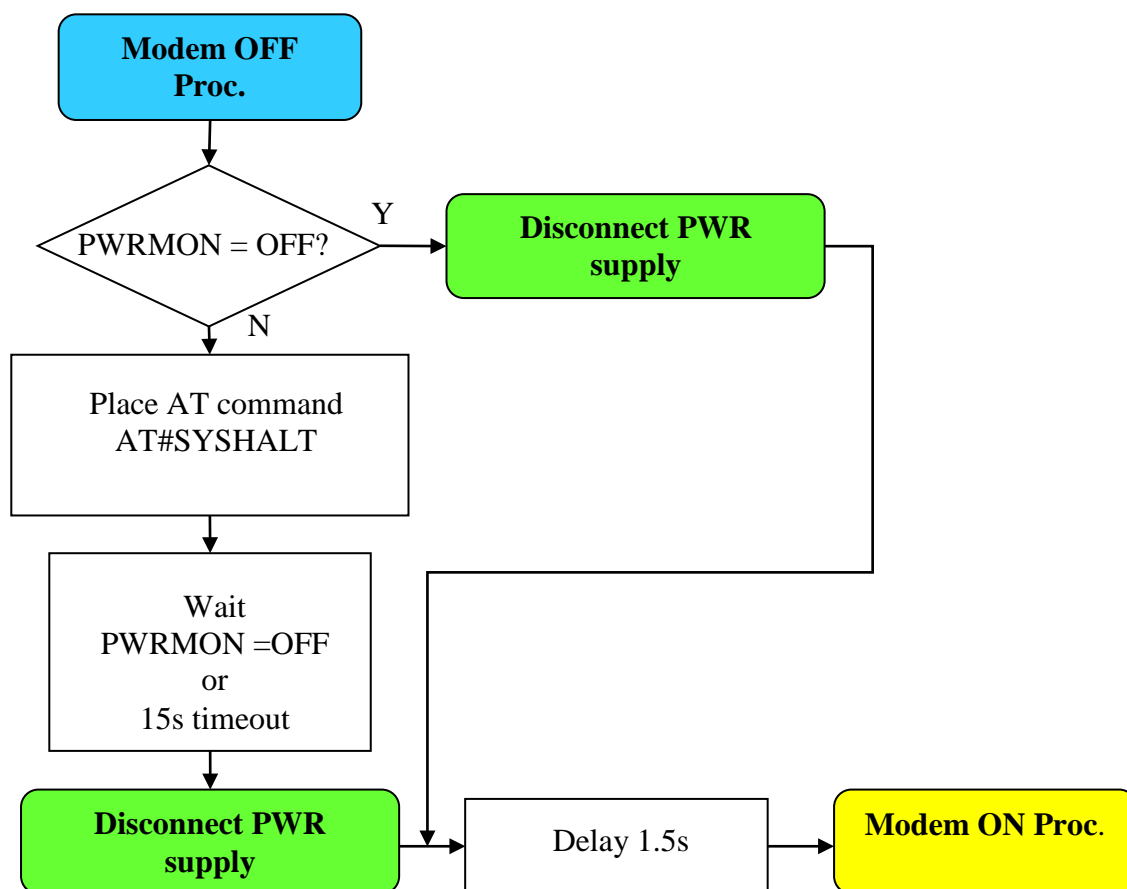 Modem OFF
Proc.
PWRMON = OFF?
Y
Disconnect PWR
supply
N
Place AT command
AT#SYSHALT
Wait
PWRMON =OFF
or
15s timeout
Disconnect PWR
supply
Delay 1.5s
Modem ON Proc.